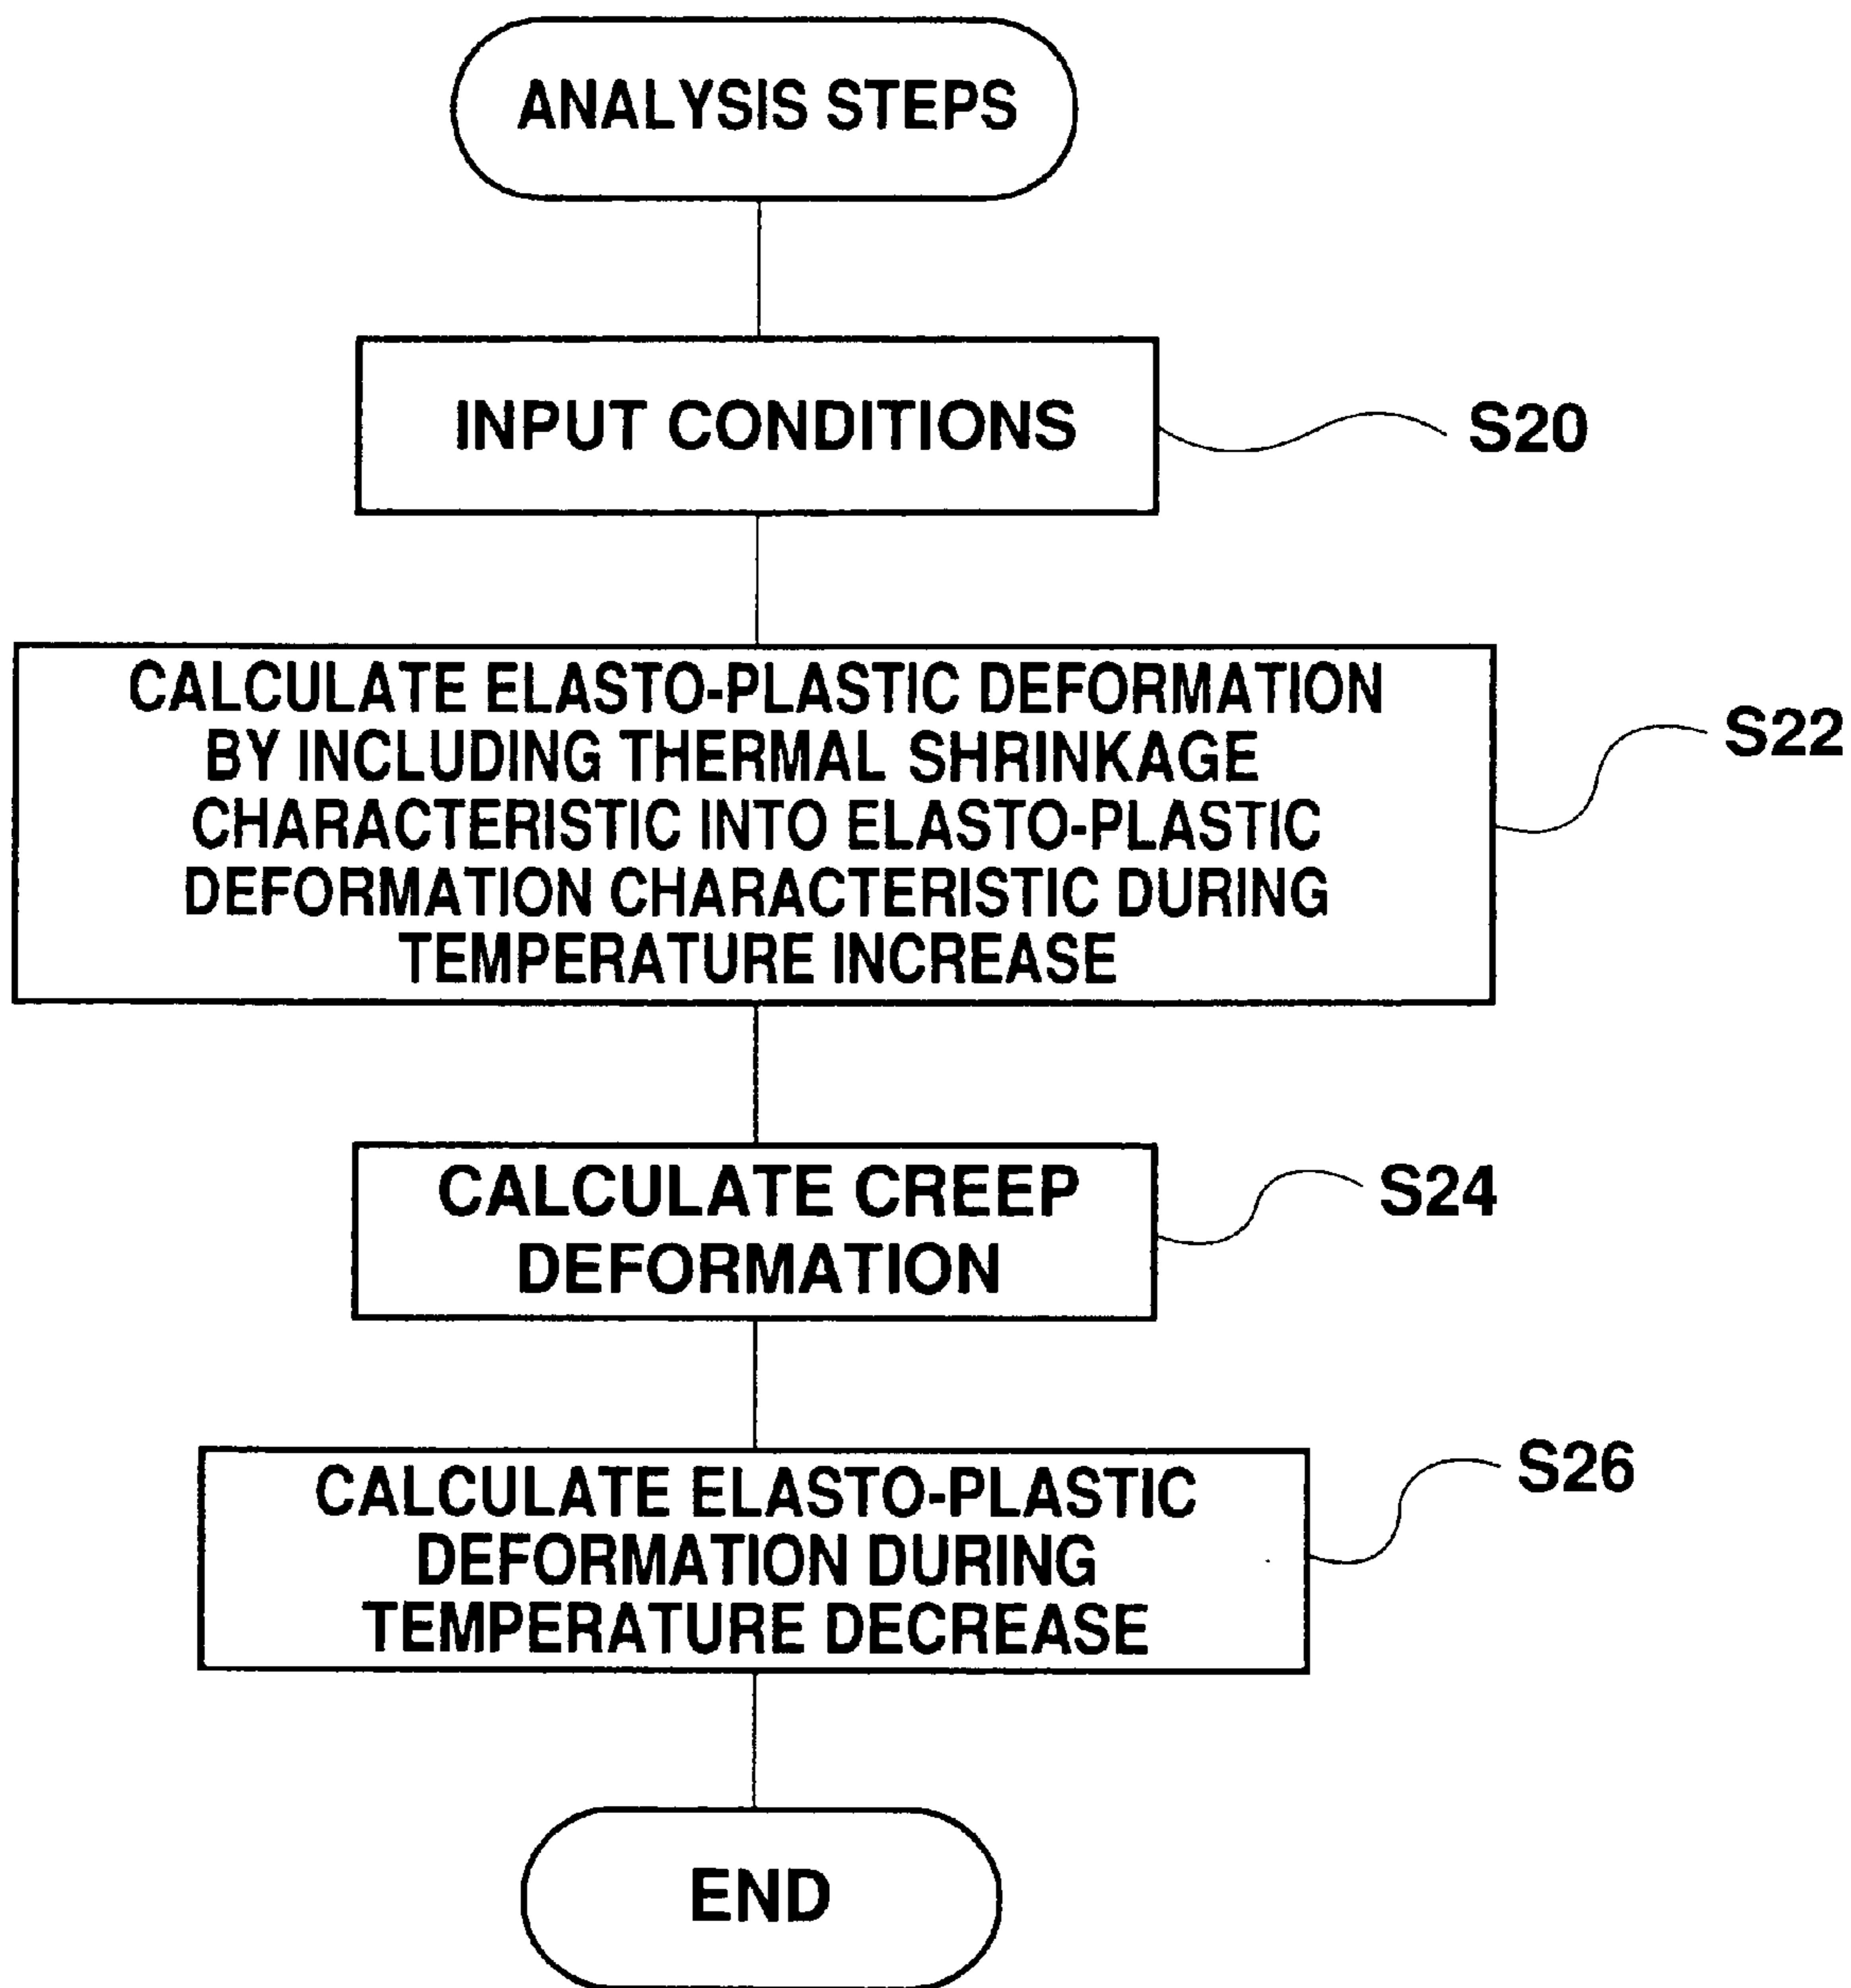 ANALYSIS STEPS
INPUT CONDITIONS
S20
CALCULATE ELASTO-PLASTIC DEFORMATION
BY INCLUDING THERMAL SHRINKAGE
CHARACTERISTIC INTO ELASTO-PLASTIC
DEFORMATION CHARACTERISTIC DURING
TEMPERATURE INCREASE
S22
CALCULATE CREEP
DEFORMATION
S24
CALCULATE ELASTO-PLASTIC
DEFORMATION DURING
TEMPERATURE DECREASE
S26
END